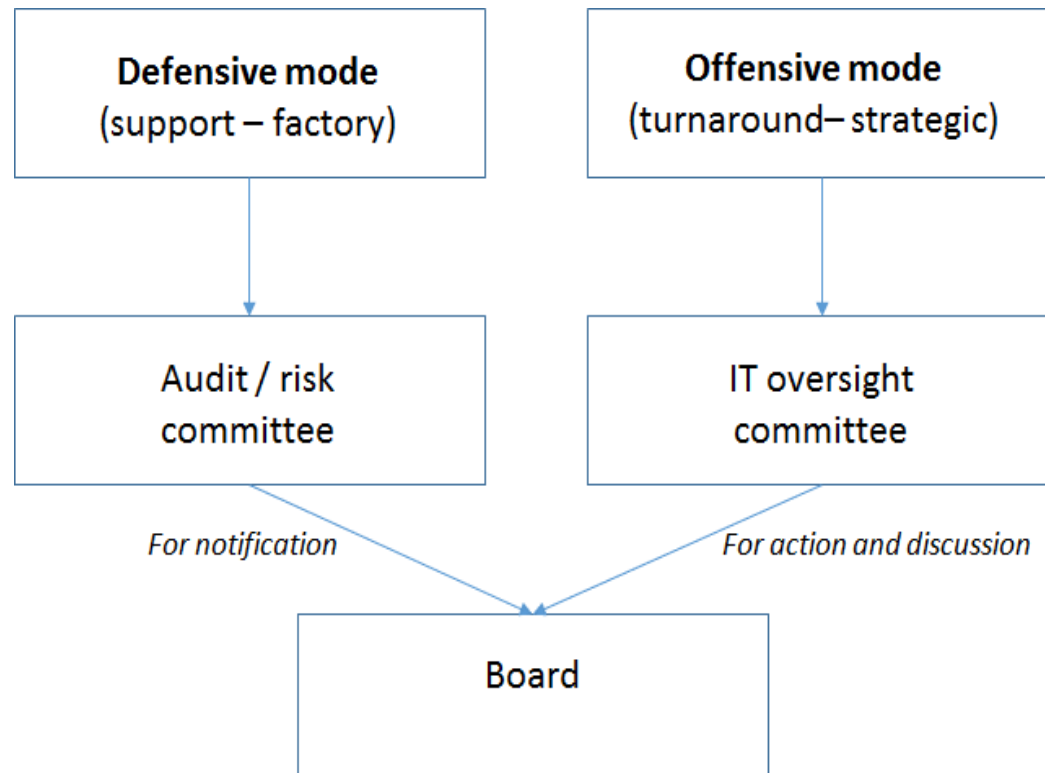 Defensive mode
(support – factory)
Offensive mode
(turnaround– strategic)
Audit / risk
committee
IT oversight
committee
For notification
For action and discussion
Board